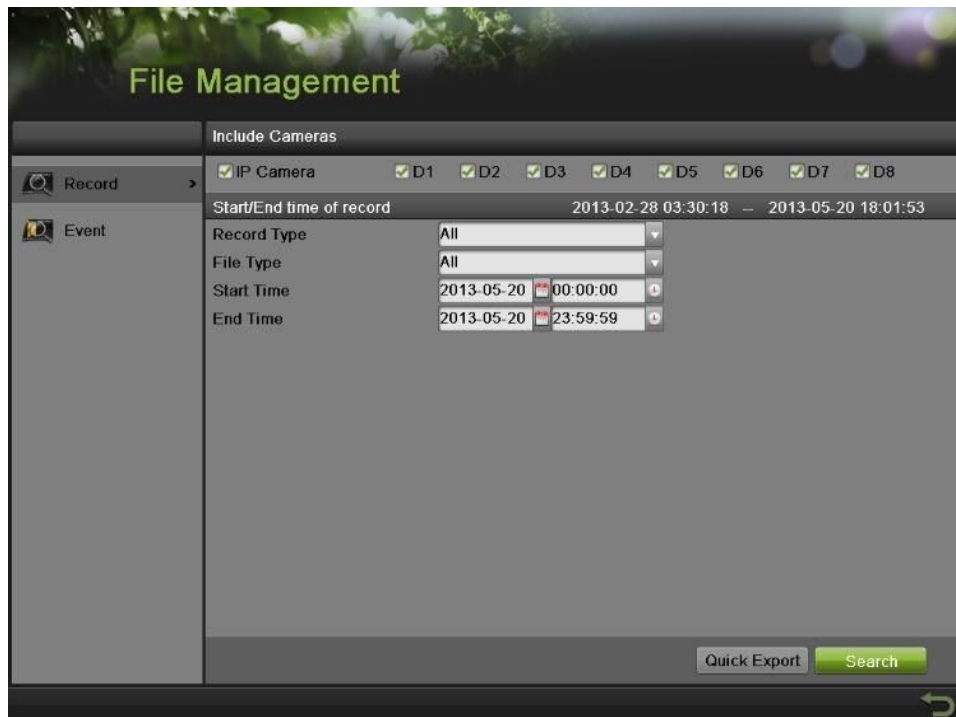 File Management
Include Cameras
Record >
IP Camera D1 D2 D3 D4 D5 D6 D7 D8
Start/End time of record 2013-02-28 03:30:18 -- 2013-05-20 18:01:53
Event
Record Type All
File Type All
Start Time 2013-05-20 00:00:00
End Time 2013-05-20 23:59:59
Quick Export Search